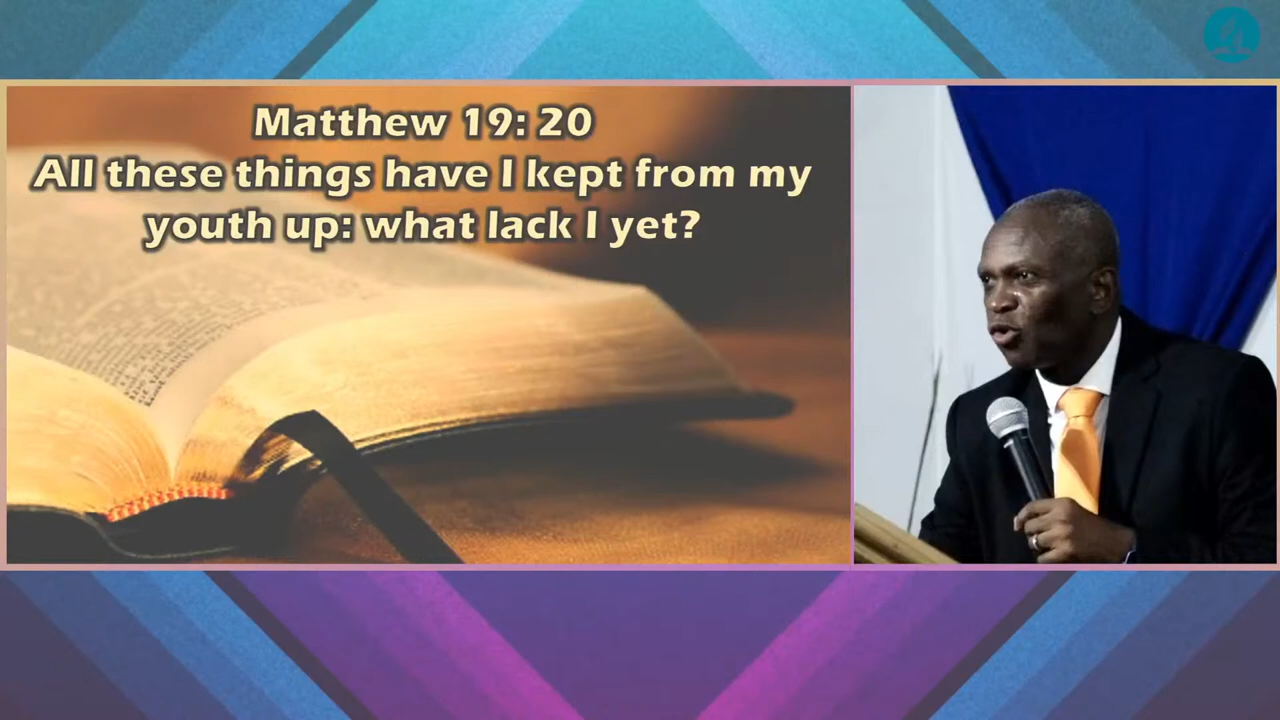 Matthew 19: 20
All these things have I kept from my
youth up: what lack I yet?